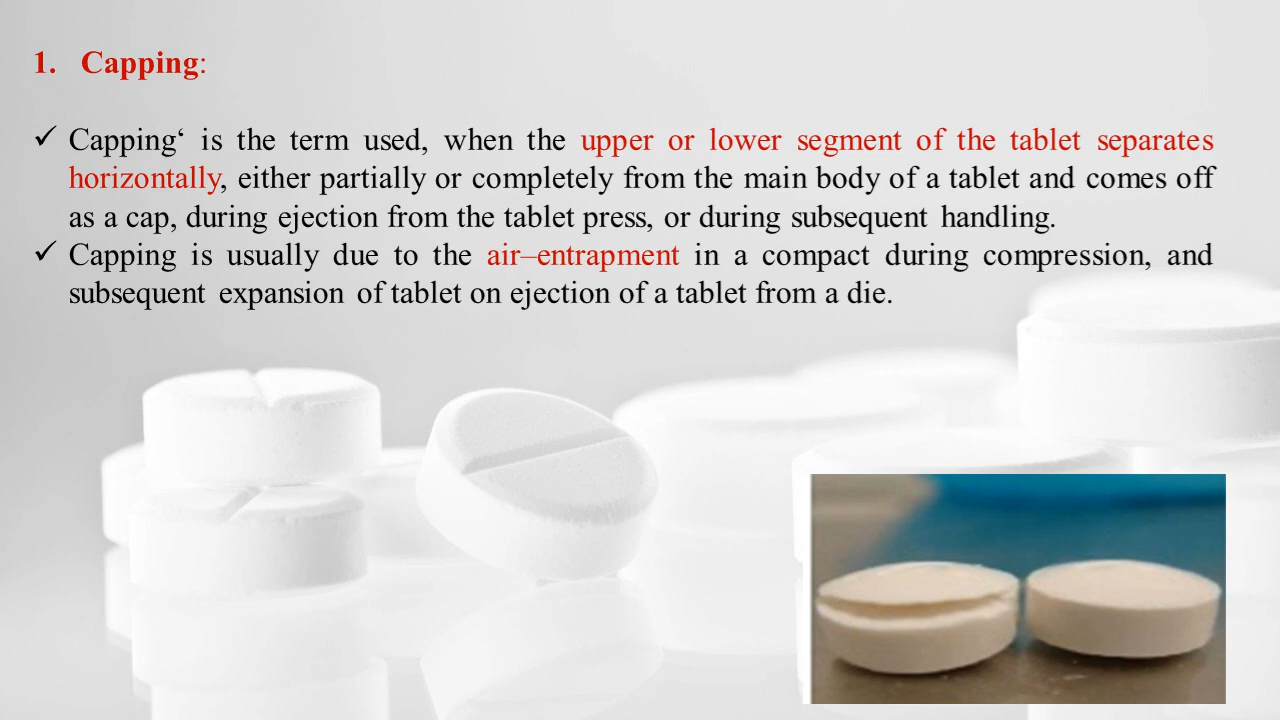 1. Capping:
✓ Capping‘ is the term used, when the upper or lower segment of the tablet separates
horizontally, either partially or completely from the main body of a tablet and comes off
as a cap, during ejection from the tablet press, or during subsequent handling.
✓ Capping is usually due to the air–entrapment in a compact during compression, and
subsequent expansion of tablet on ejection of a tablet from a die.